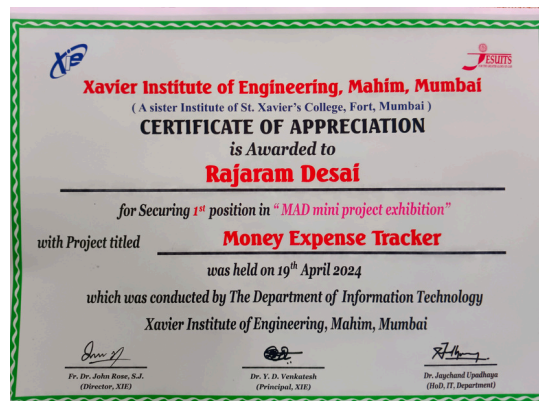 XIE
JESUITS
Xavier Institute of Engineering, Mahim, Mumbai
( A sister Institute of St. Xavier's College, Fort, Mumbai )
CERTIFICATE OF APPRECIATION
is Awarded to
Rajaram Desai
for Securing 1st position in “ MAD mini project exhibition”
with Project titled Money Expense Tracker
was held on 19th April 2024
which was conducted by The Department of Information Technology
Xavier Institute of Engineering, Mahim, Mumbai
Fr. Dr. John Rose, S.J. Dr. Y. D. Venkatesh Dr. Jaychand Upadhaya
(Director, XIE) (Principal, XIE) (HoD, IT, Department)